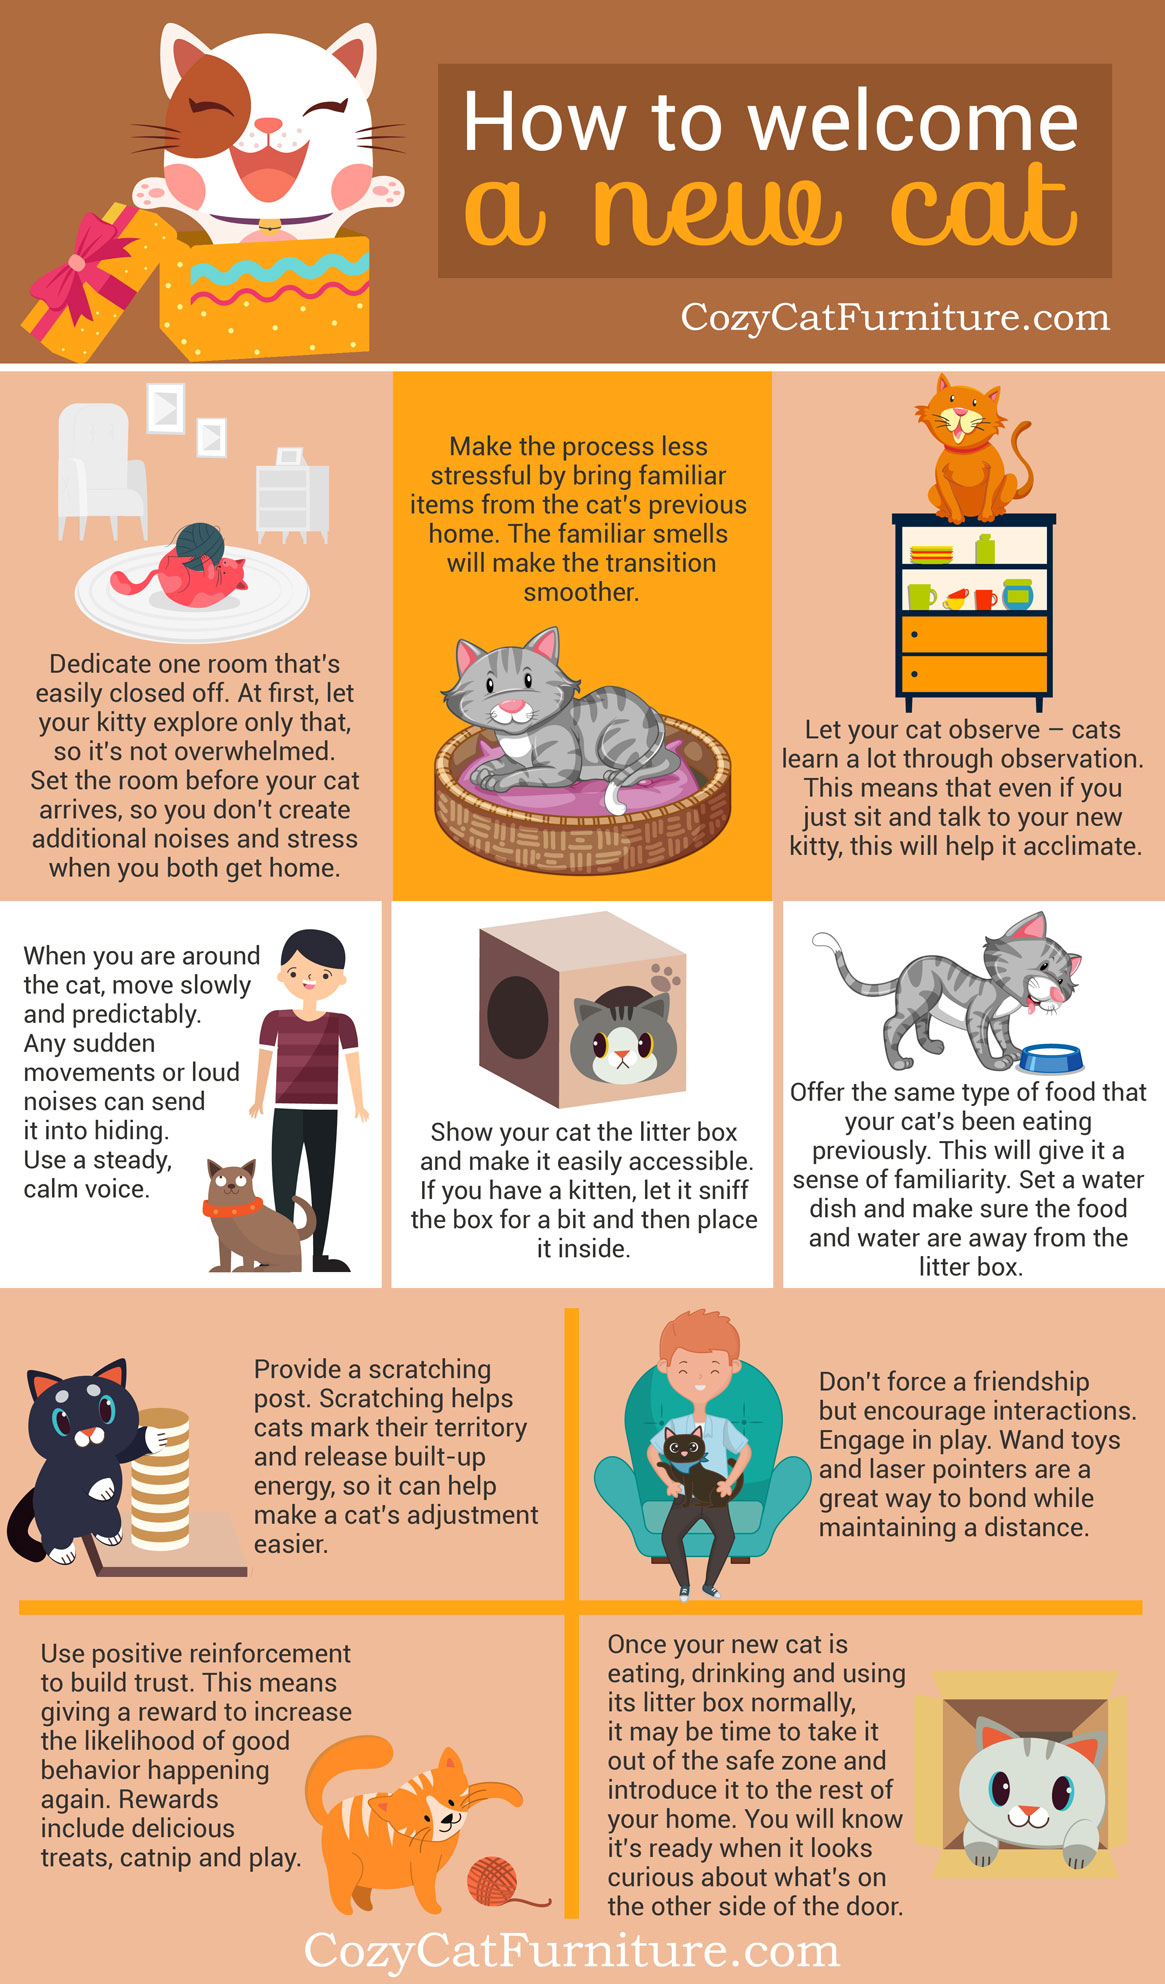 How to welcome
a new cat
CozyCatFurniture.com
Dedicate one room that's
easily closed off. At first, let
your kitty explore only that,
so it's not overwhelmed.
Set the room before your cat
arrives, so you don't create
additional noises and stress
when you both get home.
Make the process less
stressful by bring familiar
items from the cat's previous
home. The familiar smells
will make the transition
smoother.
Let your cat observe – cats
learn a lot through observation.
This means that even if you
just sit and talk to your new
kitty, this will help it acclimate.
When you are around
the cat, move slowly
and predictably.
Any sudden
movements or loud
noises can send
it into hiding.
Use a steady,
calm voice.
Show your cat the litter box
and make it easily accessible.
If you have a kitten, let it sniff
the box for a bit and then place
it inside.
Offer the same type of food that
your cat's been eating
previously. This will give it a
sense of familiarity. Set a water
dish and make sure the food
and water are away from the
litter box.
Provide a scratching
post. Scratching helps
cats mark their territory
and release built-up
energy, so it can help
make a cat's adjustment
easier.
Don't force a friendship
but encourage interactions.
Engage in play. Wand toys
and laser pointers are a
great way to bond while
maintaining a distance.
Use positive reinforcement
to build trust. This means
giving a reward to increase
the likelihood of good
behavior happening
again. Rewards
include delicious
treats, catnip and play.
Once your new cat is
eating, drinking and using
its litter box normally,
it may be time to take it
out of the safe zone and
introduce it to the rest of
your home. You will know
it's ready when it looks
curious about what's on
the other side of the door.
CozyCatFurniture.com